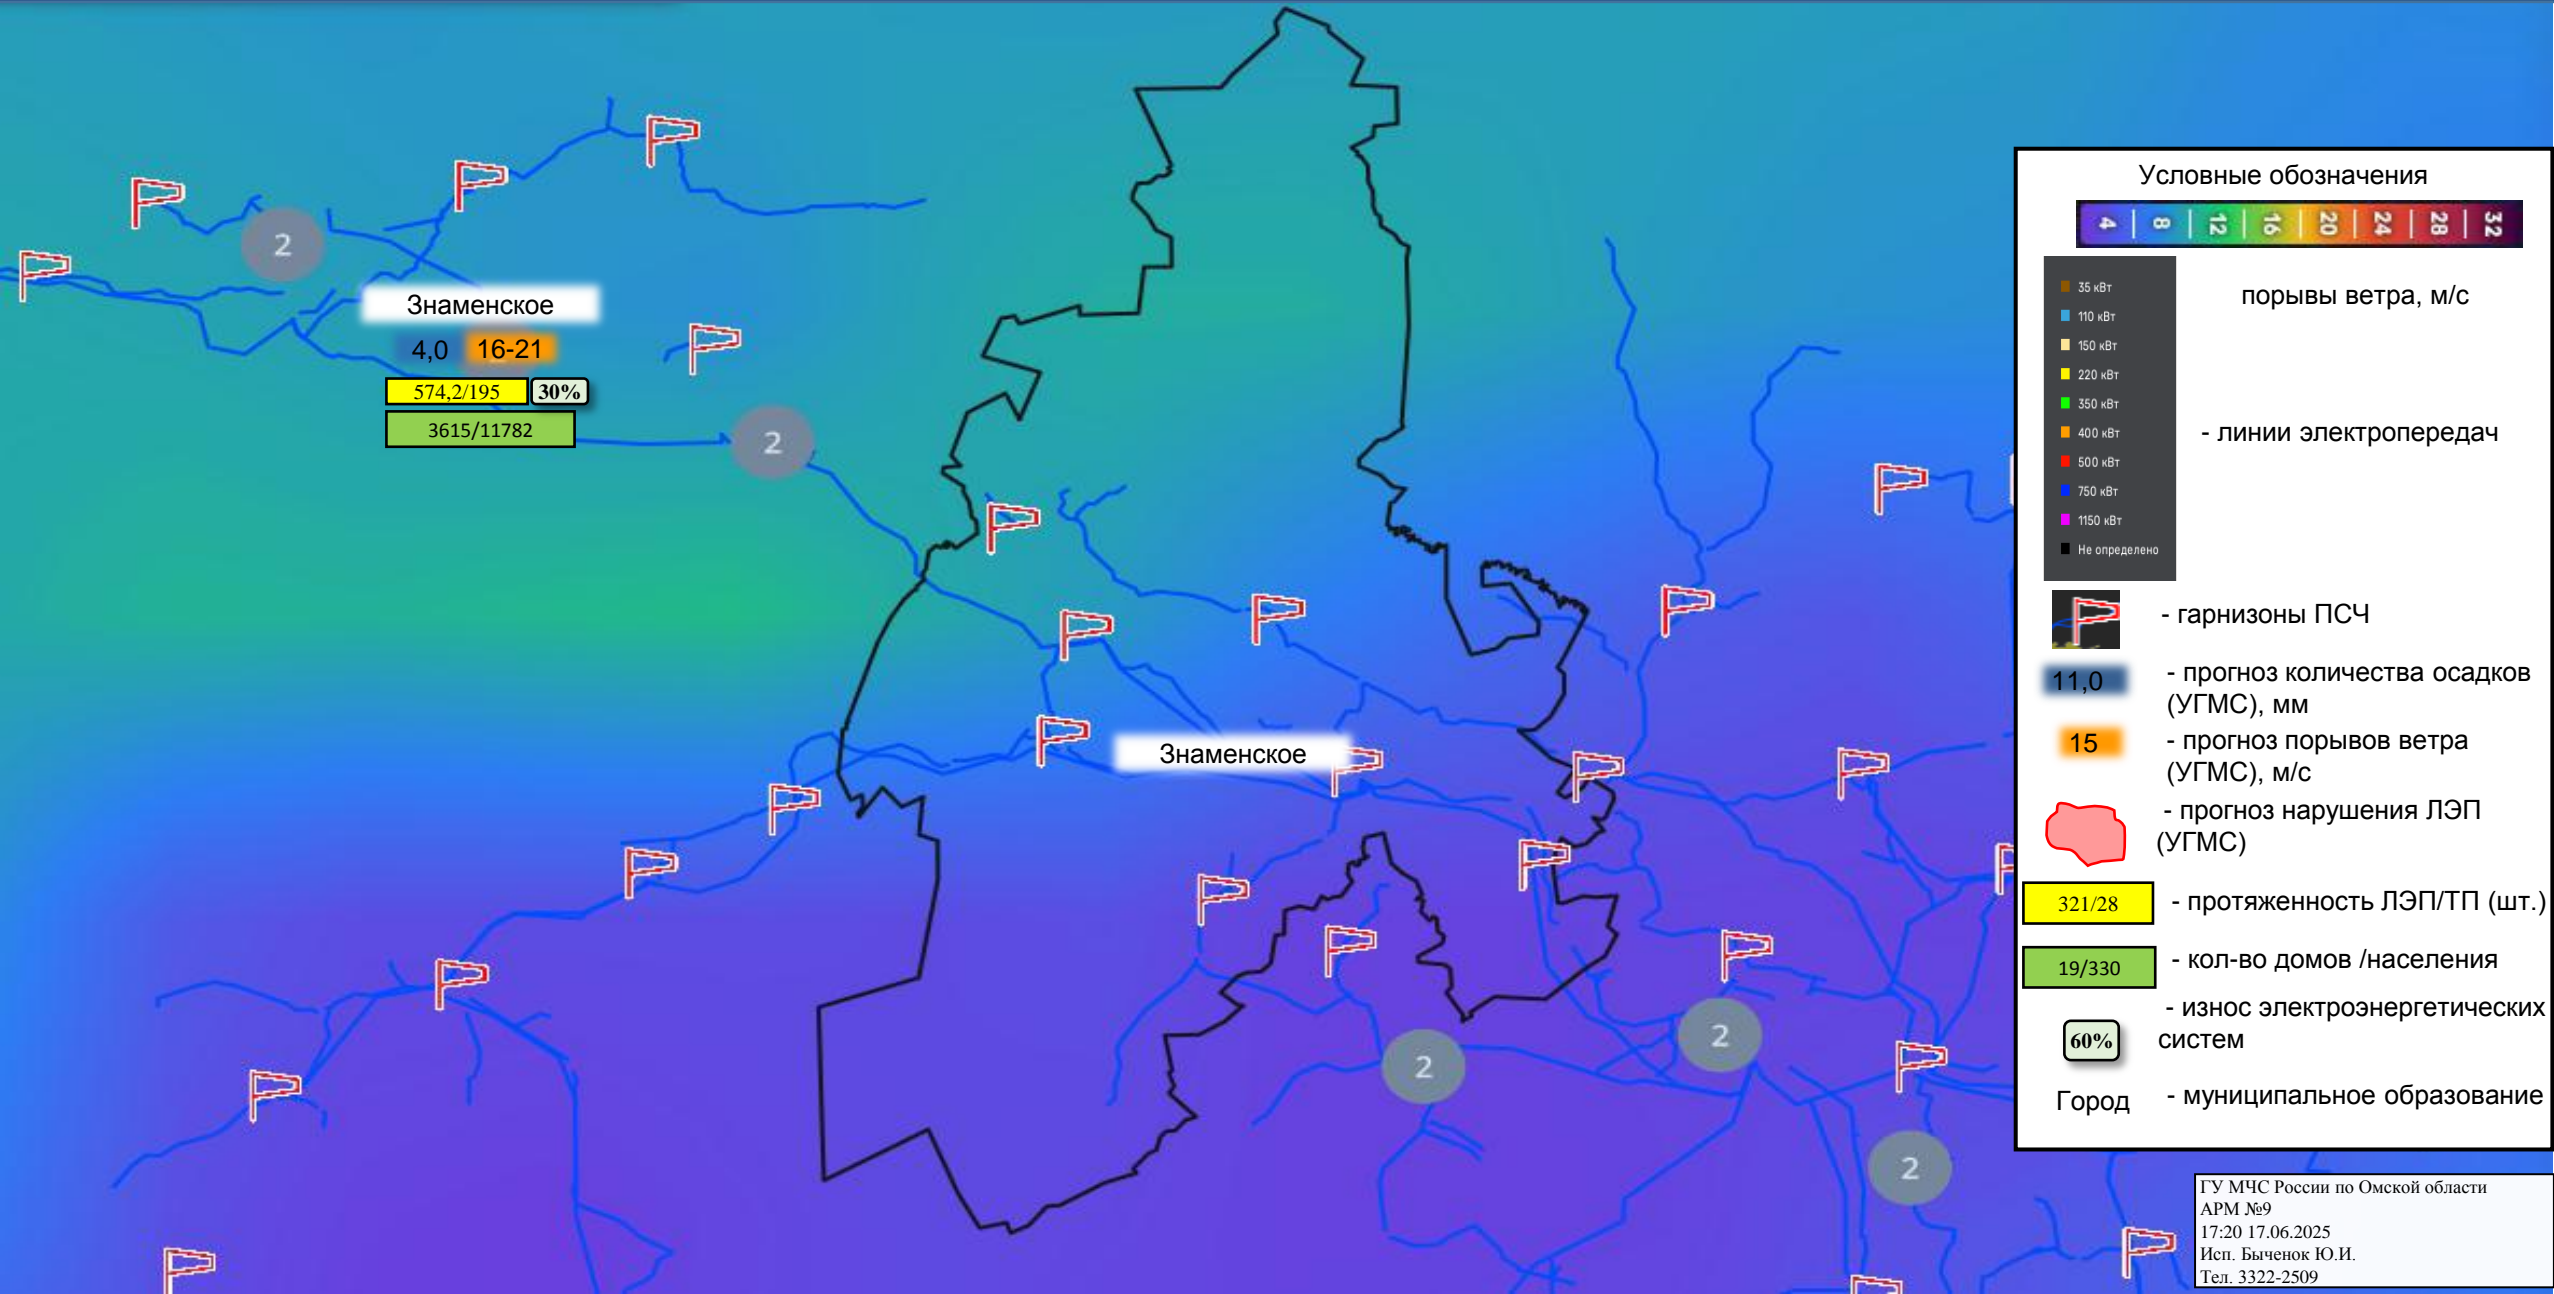 2
Знаменское
4,0 16-21
574,2/195 30%
3615/11782
2
Знаменское
2
2
2
Условные обозначения
4 8 12 16 20 24 28 32
порывы ветра, м/с
35 кВт
110 кВт
150 кВт
220 кВт
350 кВт
400 кВт
500 кВт
750 кВт
1150 кВт
Не определено
- линии электропередач
- гарнизоны ПСЧ
11,0 - прогноз количества осадков
(УГМС), мм
15 - прогноз порывов ветра
(УГМС), м/с
- прогноз нарушения ЛЭП
(УГМС)
321/28 - протяженность ЛЭП/ТП (шт.)
19/330 - кол-во домов /населения
60% - износ электроэнергетических
систем
Город - муниципальное образование
ГУ МЧС России по Омской области
АРМ №9
17:20 17.06.2025
Исп. Быченок Ю.И.
Тел. 3322-2509